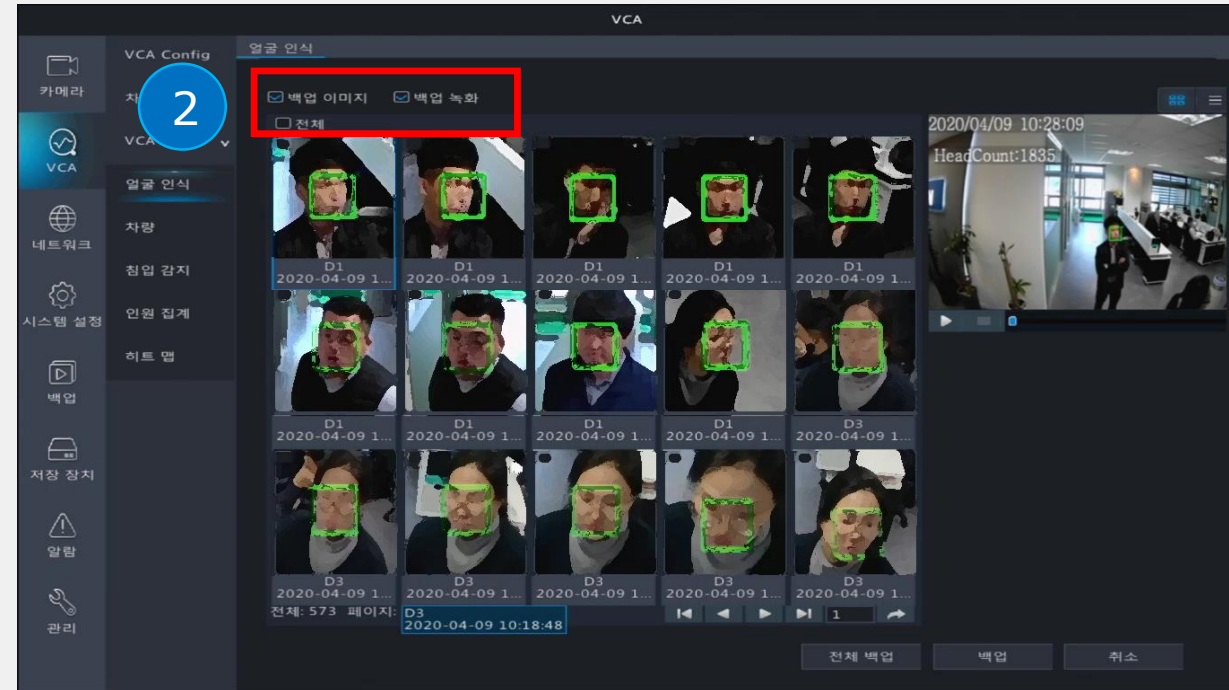 VCA
카메라
VCA
네트워크
시스템 설정
백업
저장 장치
알람
관리
VCA Config
2
VCA
얼굴 인식
차량
침입 감지
인원 집계
히트 맵
얼굴 인식
백업 이미지 백업 녹화
전체
D1 D1 D1 D1 D1
2020-04-09 1... 2020-04-09 1... 2020-04-09 1... 2020-04-09 1... 2020-04-09 1...
D1 D1 D1 D1 D3
2020-04-09 1... 2020-04-09 1... 2020-04-09 1... 2020-04-09 1... 2020-04-09 1...
D3 D3 D3 D3 D3
2020-04-09 1... 2020-04-09 1... 2020-04-09 1... 2020-04-09 1... 2020-04-09 1...
전체: 573 페이지:
D3
2020-04-09 10:18:48
1
2020/04/09 10:28:09
HeadCount:1835
전체 백업 백업 취소